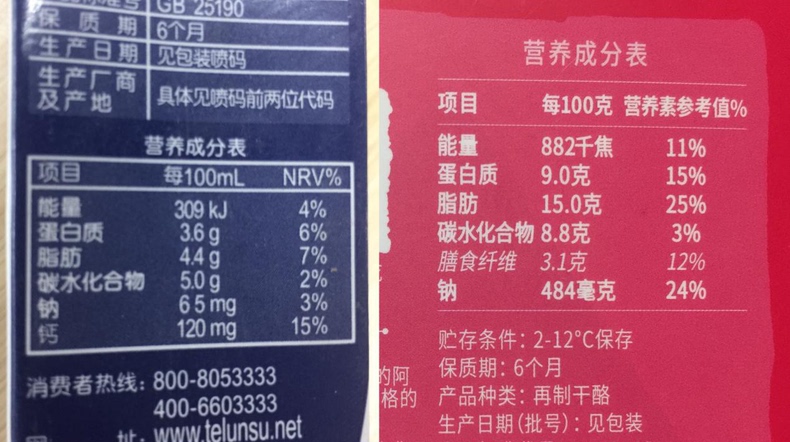 GB 25190
保质期 6个月
生产日期 见包装喷码
生产厂商及产地 具体见喷码前两位代码
营养成分表
项目 每100mL NRV%
能量 309 kJ 4%
蛋白质 3.6 g 6%
脂肪 4.4 g 7%
碳水化合物 5.0 g 2%
钠 65 mg 3%
钙 120 mg 15%
消费者热线: 800-8053333
400-6603333
址: www.telunsu.net
营养成分表
项目 每100克 营养素参考值%
能量 882千焦 11%
蛋白质 9.0克 15%
脂肪 15.0克 25%
碳水化合物 8.8克 3%
膳食纤维 3.1克 12%
钠 484毫克 24%
贮存条件: 2-12°C保存
保质期: 6个月
的阿
格的
产品种类: 再制干酪
生产日期(批号): 见包装